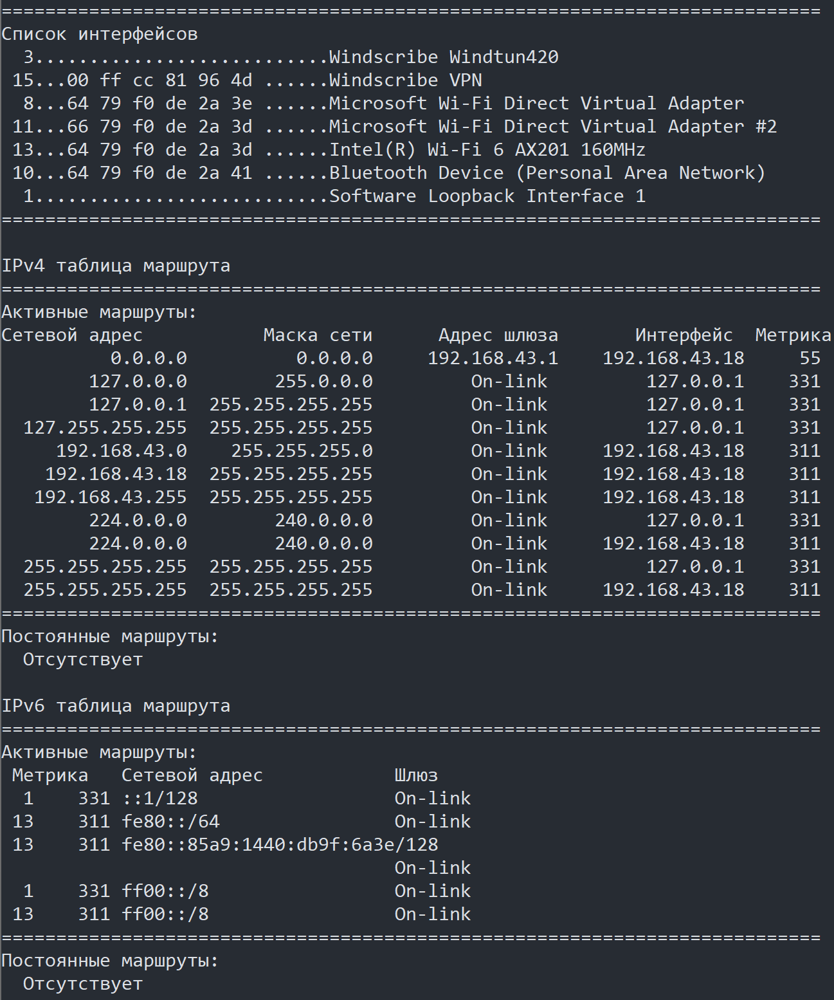 ===========================================================================
Список интерфейсов
  3...........................Windscribe Windtun420
 15...00 ff cc 81 96 4d ......Windscribe VPN
  8...64 79 f0 de 2a 3e ......Microsoft Wi-Fi Direct Virtual Adapter
 11...66 79 f0 de 2a 3d ......Microsoft Wi-Fi Direct Virtual Adapter #2
 13...64 79 f0 de 2a 3d ......Intel(R) Wi-Fi 6 AX201 160MHz
 10...64 79 f0 de 2a 41 ......Bluetooth Device (Personal Area Network)
  1...........................Software Loopback Interface 1
===========================================================================

IPv4 таблица маршрута
===========================================================================
Активные маршруты:
Сетевой адрес           Маска сети      Адрес шлюза       Интерфейс  Метрика
          0.0.0.0          0.0.0.0     192.168.43.1    192.168.43.18     55
        127.0.0.0        255.0.0.0         On-link         127.0.0.1    331
        127.0.0.1  255.255.255.255         On-link         127.0.0.1    331
  127.255.255.255  255.255.255.255         On-link         127.0.0.1    331
     192.168.43.0    255.255.255.0         On-link     192.168.43.18    311
    192.168.43.18  255.255.255.255         On-link     192.168.43.18    311
   192.168.43.255  255.255.255.255         On-link     192.168.43.18    311
        224.0.0.0        240.0.0.0         On-link         127.0.0.1    331
        224.0.0.0        240.0.0.0         On-link     192.168.43.18    311
  255.255.255.255  255.255.255.255         On-link         127.0.0.1    331
  255.255.255.255  255.255.255.255         On-link     192.168.43.18    311
===========================================================================
Постоянные маршруты:
  Отсутствует

IPv6 таблица маршрута
===========================================================================
Активные маршруты:
 Метрика   Сетевой адрес            Шлюз
  1    331 ::1/128                  On-link
 13    311 fe80::/64                On-link
 13    311 fe80::85a9:1440:db9f:6a3e/128
                                    On-link
  1    331 ff00::/8                 On-link
 13    311 ff00::/8                 On-link
===========================================================================
Постоянные маршруты:
  Отсутствует